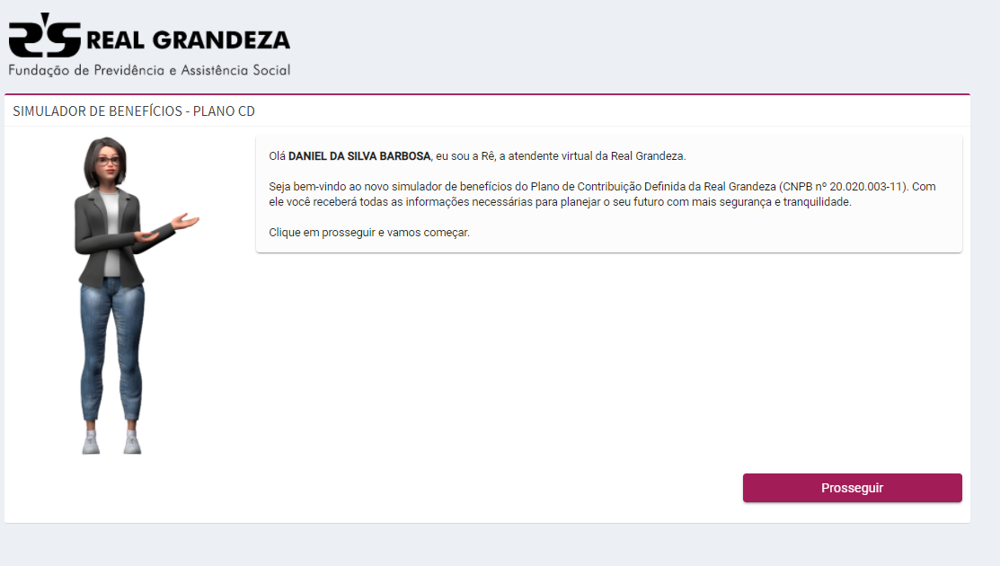 REAL GRANDEZA
Fundação de Previdência e Assistência Social
SIMULADOR DE BENEFÍCIOS - PLANO CD
Olá DANIEL DA SILVA BARBOSA, eu sou a Rê, a atendente virtual da Real Grandeza.
Seja bem-vindo ao novo simulador de benefícios do Plano de Contribuição Definida da Real Grandeza (CNPB nº 20.020.003-11). Com
ele você receberá todas as informações necessárias para planejar o seu futuro com mais segurança e tranquilidade.
Clique em prosseguir e vamos começar.
Prosseguir